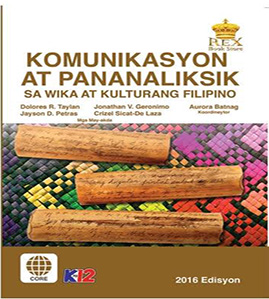 REX
Book Store
KOMUNIKASYON
AT PANANALIKSIK
SA WIKA AT KULTURANG FILIPINO
Dolores R. Taylan
Jayson D. Petras
Jonathan V. Geronimo
Crizel Sicat-De Laza
Mga May-akda
Aurora Batnag
Koordineytor
CORE
K12
2016 Edisyon